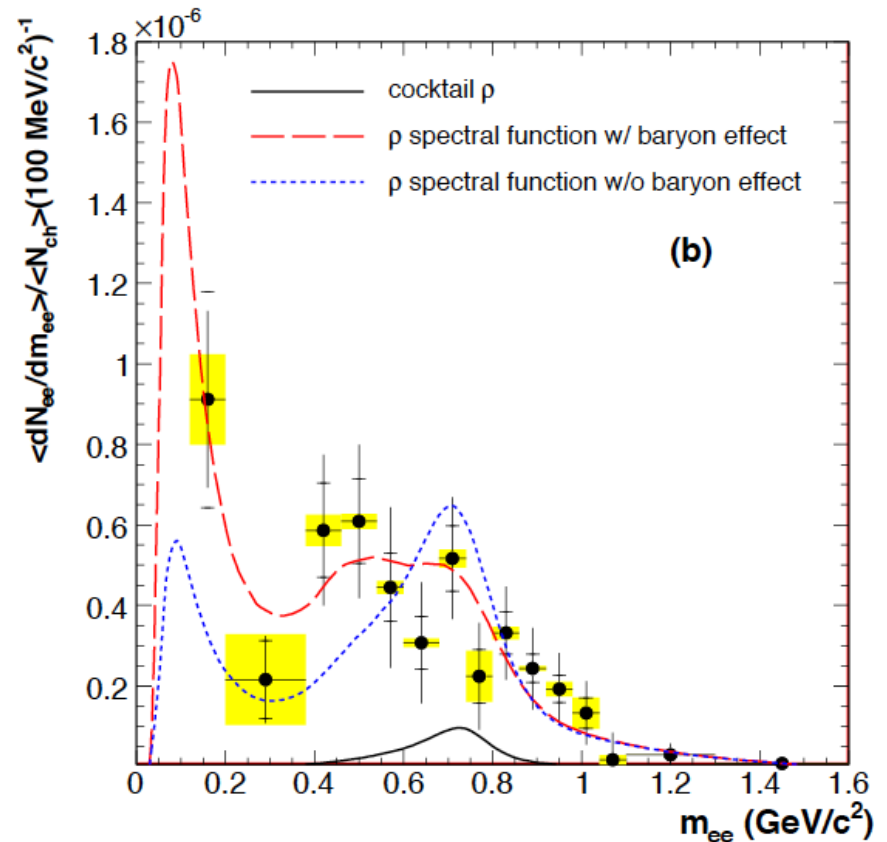 ×10⁻⁶
<dN_ee/dm_ee>/<N_ch>(100 MeV/c²)⁻¹
1.8
1.6
1.4
1.2
1
0.8
0.6
0.4
0.2
cocktail ρ
ρ spectral function w/ baryon effect
ρ spectral function w/o baryon effect
(b)
0 0.2 0.4 0.6 0.8 1 1.2 1.4 1.6
m_ee (GeV/c²)